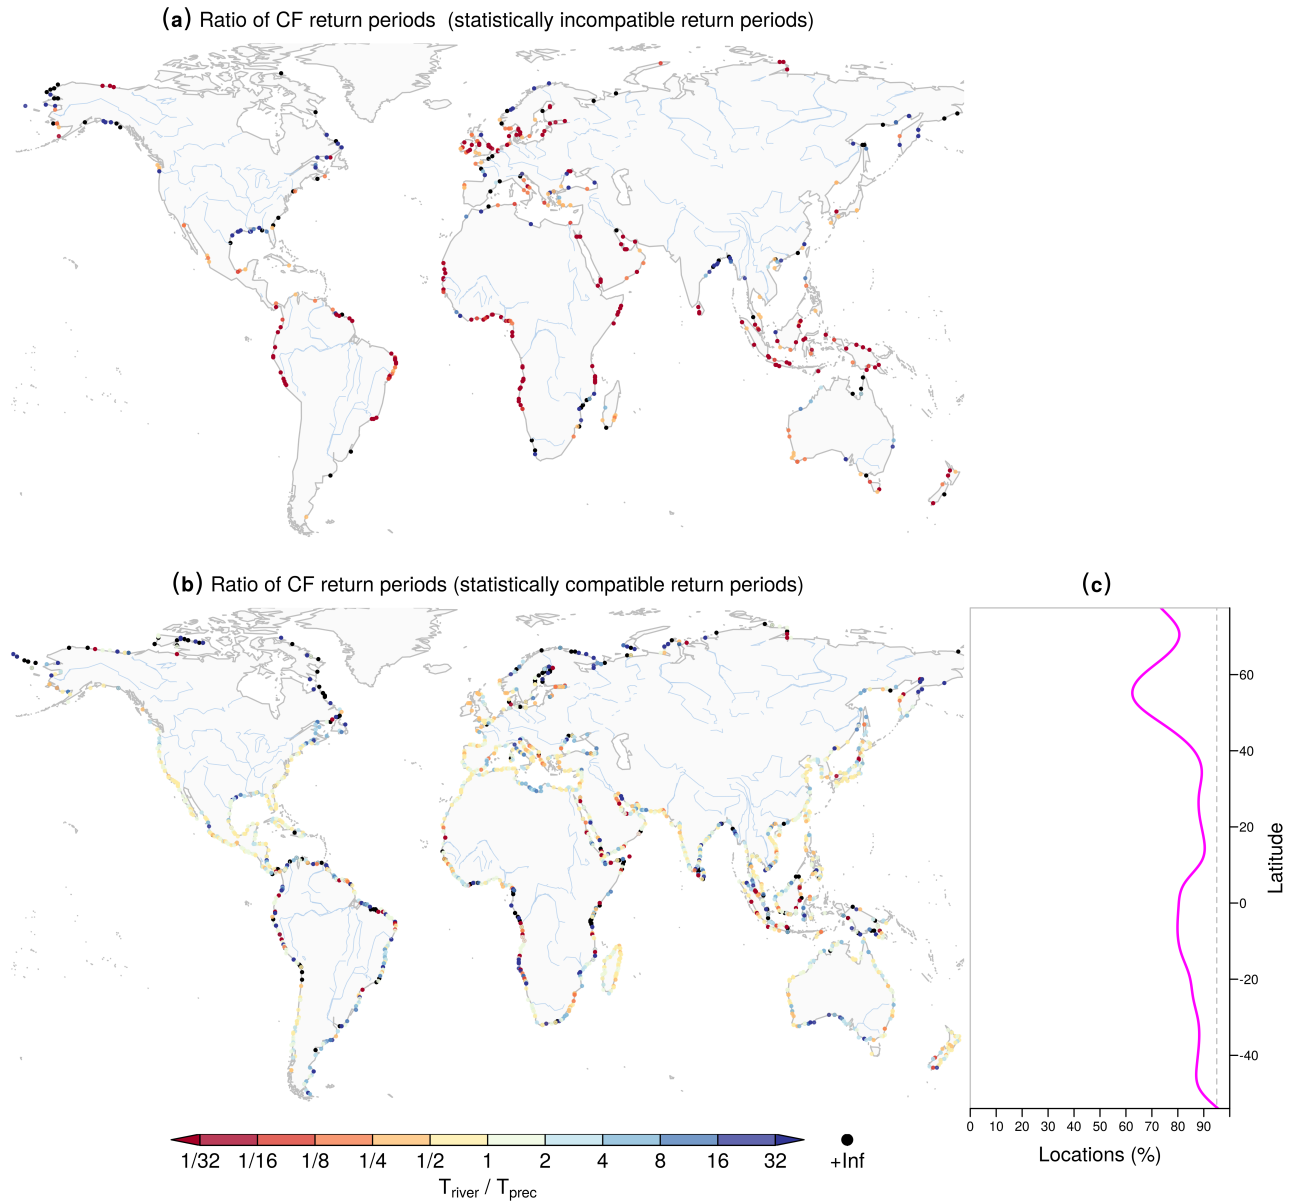 (a) Ratio of CF return periods (statistically incompatible return periods)
(b) Ratio of CF return periods (statistically compatible return periods)
(c)
60
40
20
0
-20
-40
Latitude
0 10 20 30 40 50 60 70 80 90
Locations (%)
1/32 1/16 1/8 1/4 1/2 1 2 4 8 16 32 +Inf
Triver / Tprec